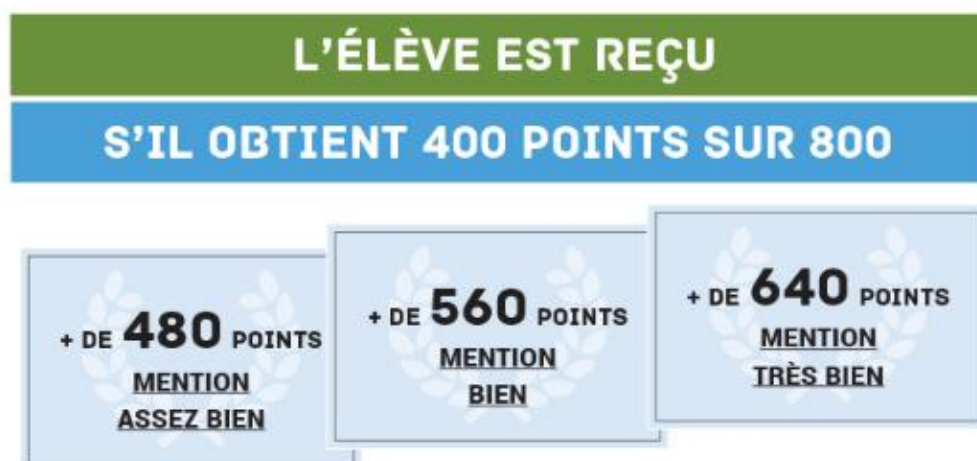 L'ÉLÈVE EST REÇU
S'IL OBTIENT 400 POINTS SUR 800
+ DE 480 POINTS
MENTION
ASSEZ BIEN
+ DE 560 POINTS
MENTION
BIEN
+ DE 640 POINTS
MENTION
TRÈS BIEN